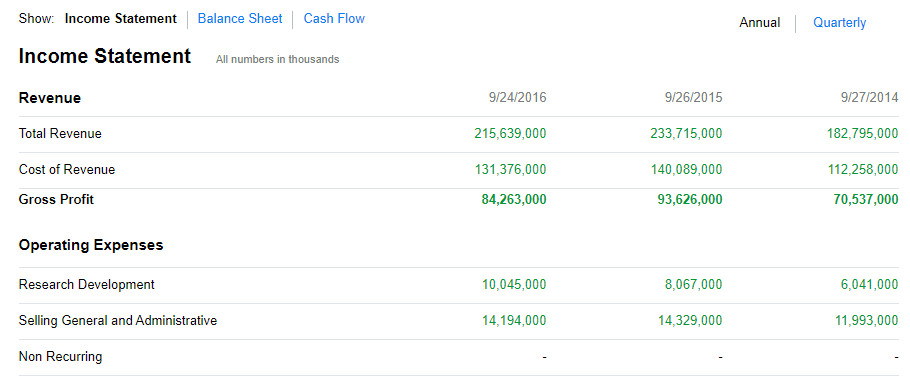 Show: Income Statement Balance Sheet Cash Flow Annual Quarterly
Income Statement All numbers in thousands
Revenue 9/24/2016 9/26/2015 9/27/2014
Total Revenue 215,639,000 233,715,000 182,795,000
Cost of Revenue 131,376,000 140,089,000 112,258,000
Gross Profit 84,263,000 93,626,000 70,537,000
Operating Expenses
Research Development 10,045,000 8,067,000 6,041,000
Selling General and Administrative 14,194,000 14,329,000 11,993,000
Non Recurring - - -